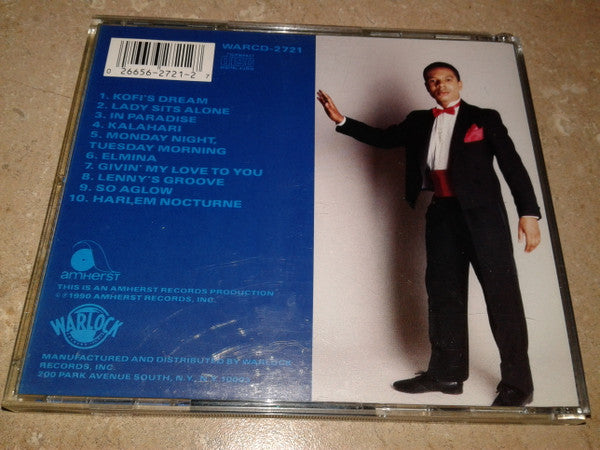 WARCD-2721
0 26656-2721-2 7
1. KOFI'S DREAM
2. LADY SITS ALONE
3. IN PARADISE
4. KALAHARI
5. MONDAY NIGHT,
TUESDAY MORNING
6. ELMINA
7. GIVIN' MY LOVE TO YOU
8. LENNY'S GROOVE
9. SO AGLOW
10. HARLEM NOCTURNE
amherst
THIS IS AN AMHERST RECORDS PRODUCTION
©℗1990 AMHERST RECORDS, INC.
WARLOCK
MANUFACTURED AND DISTRIBUTED BY WARLOCK
RECORDS, INC.
200 PARK AVENUE SOUTH, N.Y., N.Y.